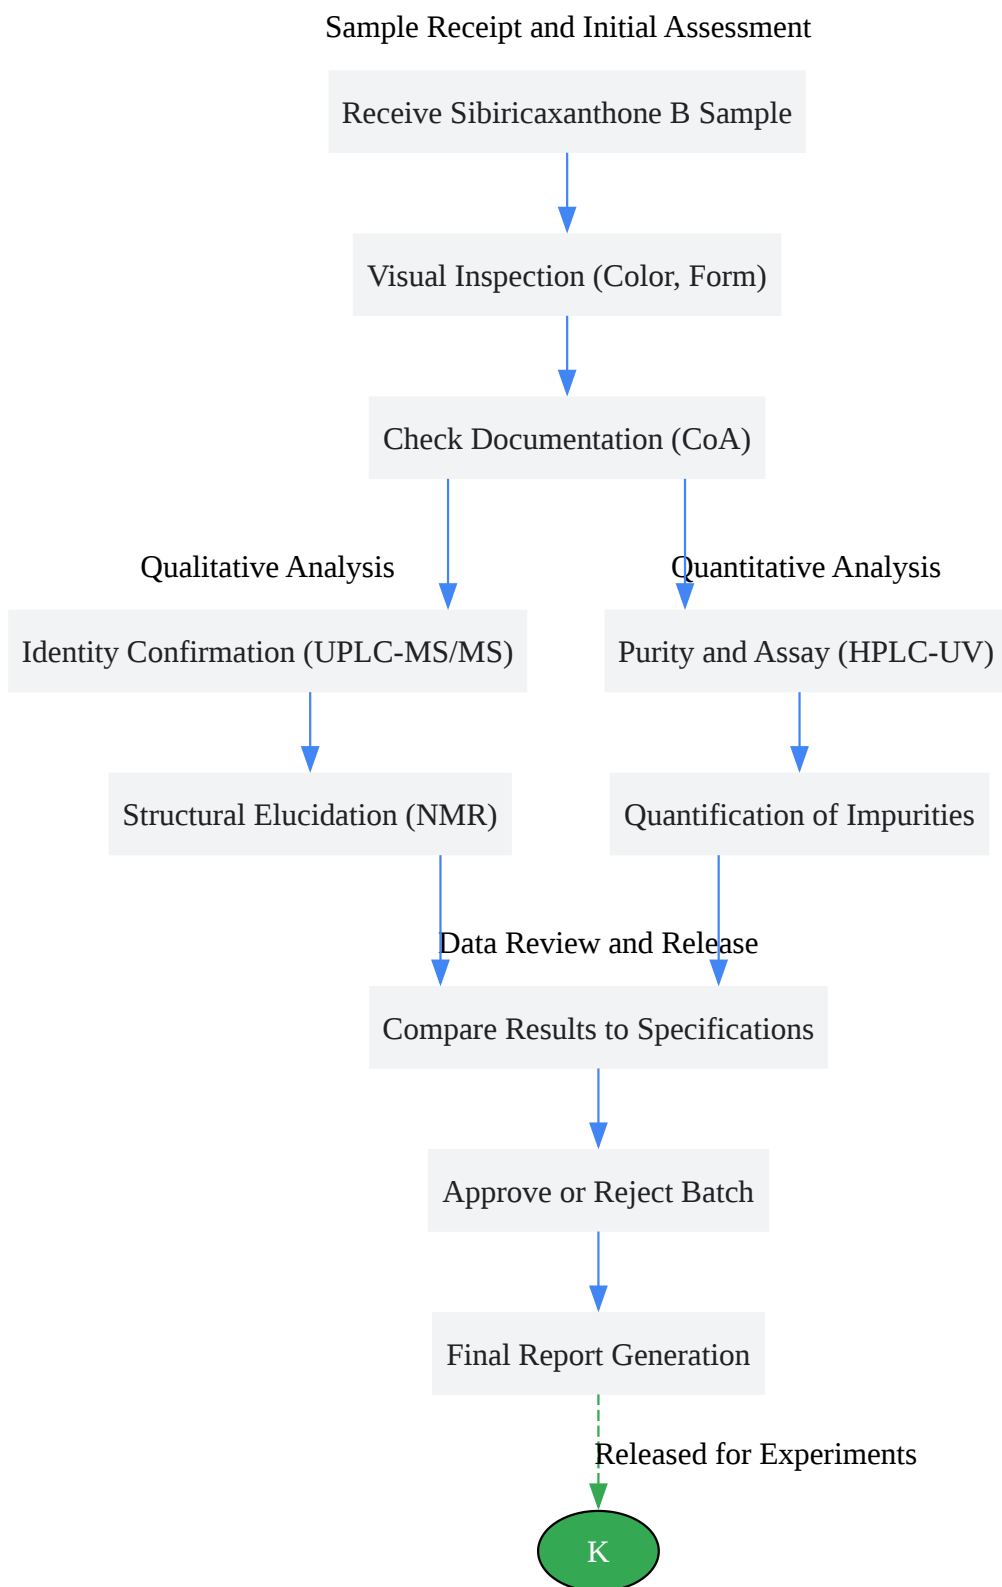 Sample Receipt and Initial Assessment
Receive Sibiricaxanthone B Sample
Visual Inspection (Color, Form)
Check Documentation (CoA)
Qualitative Analysis
Quantitative Analysis
Identity Confirmation (UPLC-MS/MS)
Purity and Assay (HPLC-UV)
Structural Elucidation (NMR)
Quantification of Impurities
Data Review and Release
Compare Results to Specifications
Approve or Reject Batch
Final Report Generation
Released for Experiments
K